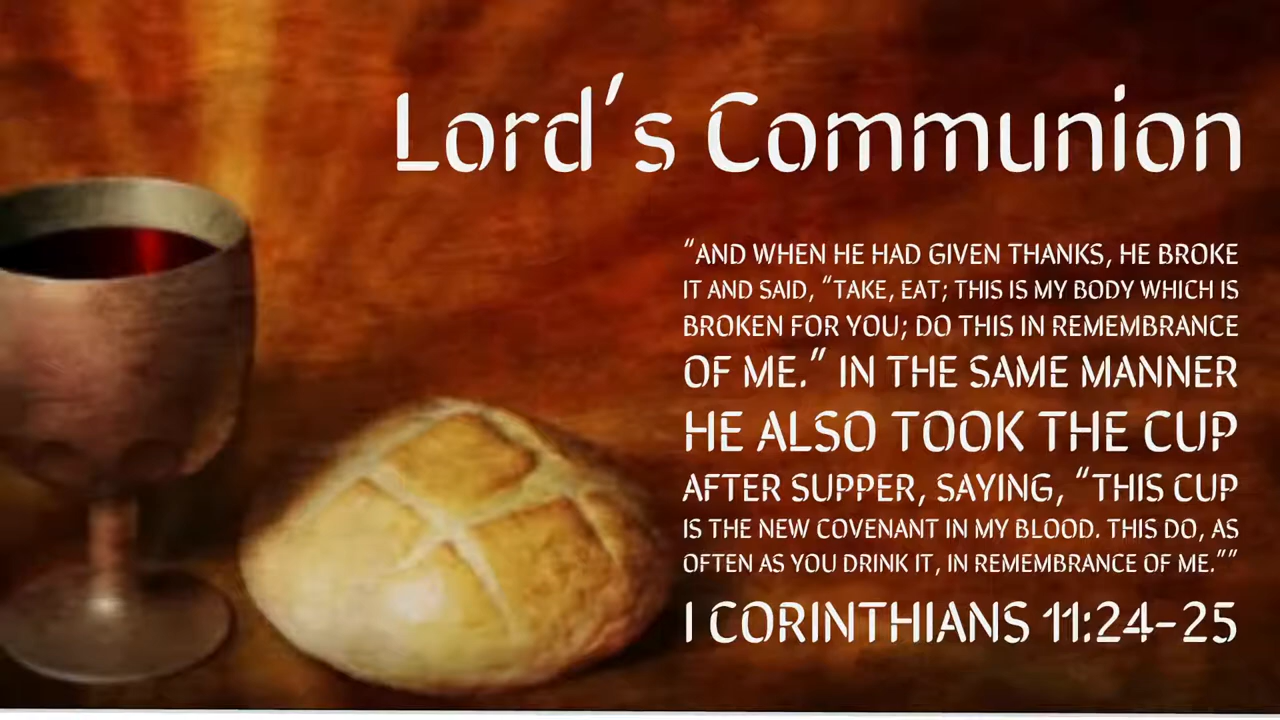 Lord's Communion
"AND WHEN HE HAD GIVEN THANKS, HE BROKE
IT AND SAID, "TAKE, EAT; THIS IS MY BODY WHICH IS
BROKEN FOR YOU; DO THIS IN REMEMBRANCE
OF ME." IN THE SAME MANNER
HE ALSO TOOK THE CUP
AFTER SUPPER, SAYING, "THIS CUP
IS THE NEW COVENANT IN MY BLOOD. THIS DO, AS
OFTEN AS YOU DRINK IT, IN REMEMBRANCE OF ME.""
I CORINTHIANS 11:24-25